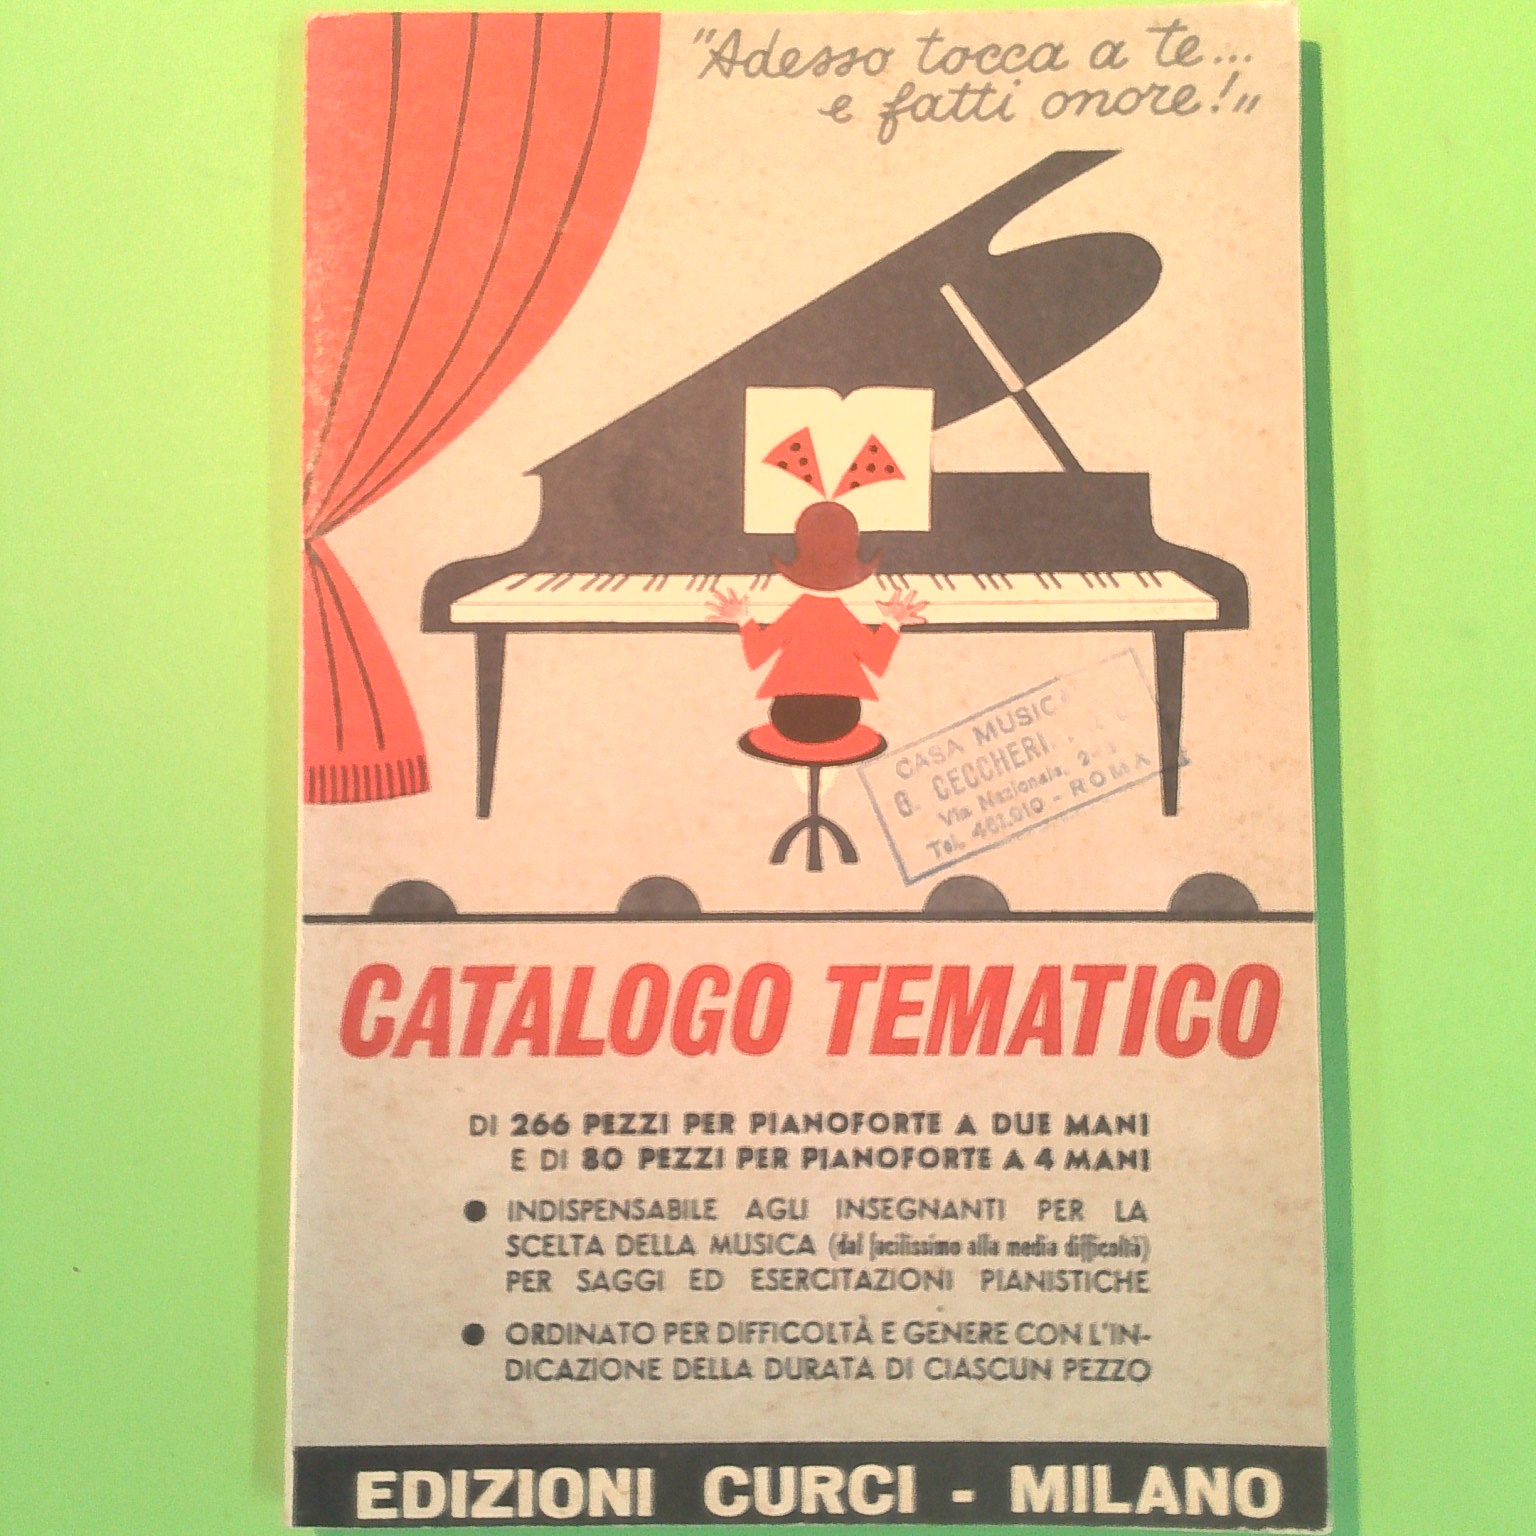 "Adesso tocca a te...
e fatti onore!„
CASA MUSICA
G. CECCHERI
Via Nazionale,
Tel. 461.010 - ROMA
CATALOGO TEMATICO
DI 266 PEZZI PER PIANOFORTE A DUE MANI
E DI 80 PEZZI PER PIANOFORTE A 4 MANI
● INDISPENSABILE AGLI INSEGNANTI PER LA
SCELTA DELLA MUSICA (dal facilissimo alla media difficoltà)
PER SAGGI ED ESERCITAZIONI PIANISTICHE
● ORDINATO PER DIFFICOLTÀ E GENERE CON L'IN-
DICAZIONE DELLA DURATA DI CIASCUN PEZZO
EDIZIONI CURCI - MILANO